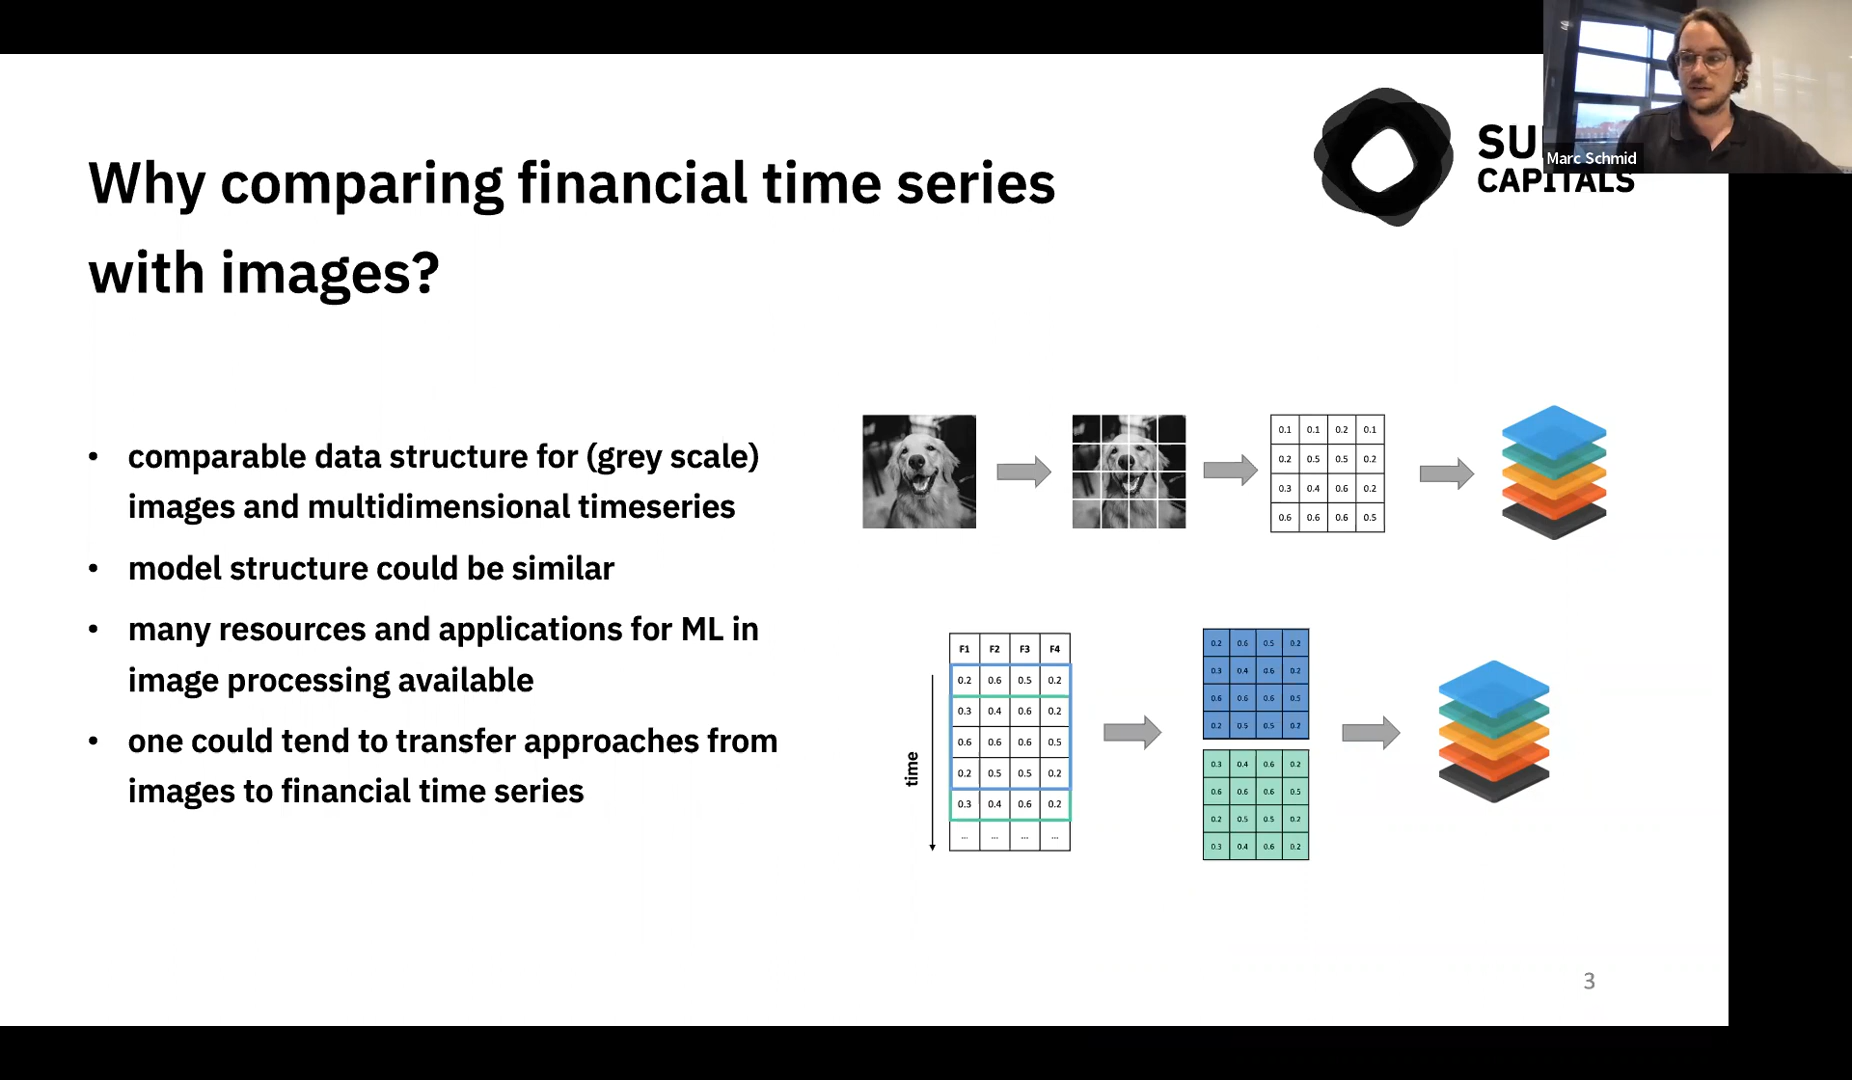 Why comparing financial time series
with images?
SU
CAPITALS
Marc Schmid
• comparable data structure for (grey scale)
images and multidimensional timeseries
• model structure could be similar
• many resources and applications for ML in
image processing available
• one could tend to transfer approaches from
images to financial time series
0.1 0.1 0.2 0.1
0.2 0.5 0.5 0.2
0.3 0.4 0.6 0.2
0.6 0.6 0.6 0.5
time
F1 F2 F3 F4
0.2 0.6 0.5 0.2
0.3 0.4 0.6 0.2
0.6 0.6 0.6 0.5
0.2 0.5 0.5 0.2
0.3 0.4 0.6 0.2
... ... ... ...
0.2 0.6 0.5 0.2
0.3 0.4 0.6 0.2
0.6 0.6 0.6 0.5
0.2 0.5 0.5 0.2
0.3 0.4 0.6 0.2
0.6 0.6 0.6 0.5
0.2 0.5 0.5 0.2
0.3 0.4 0.6 0.2
3